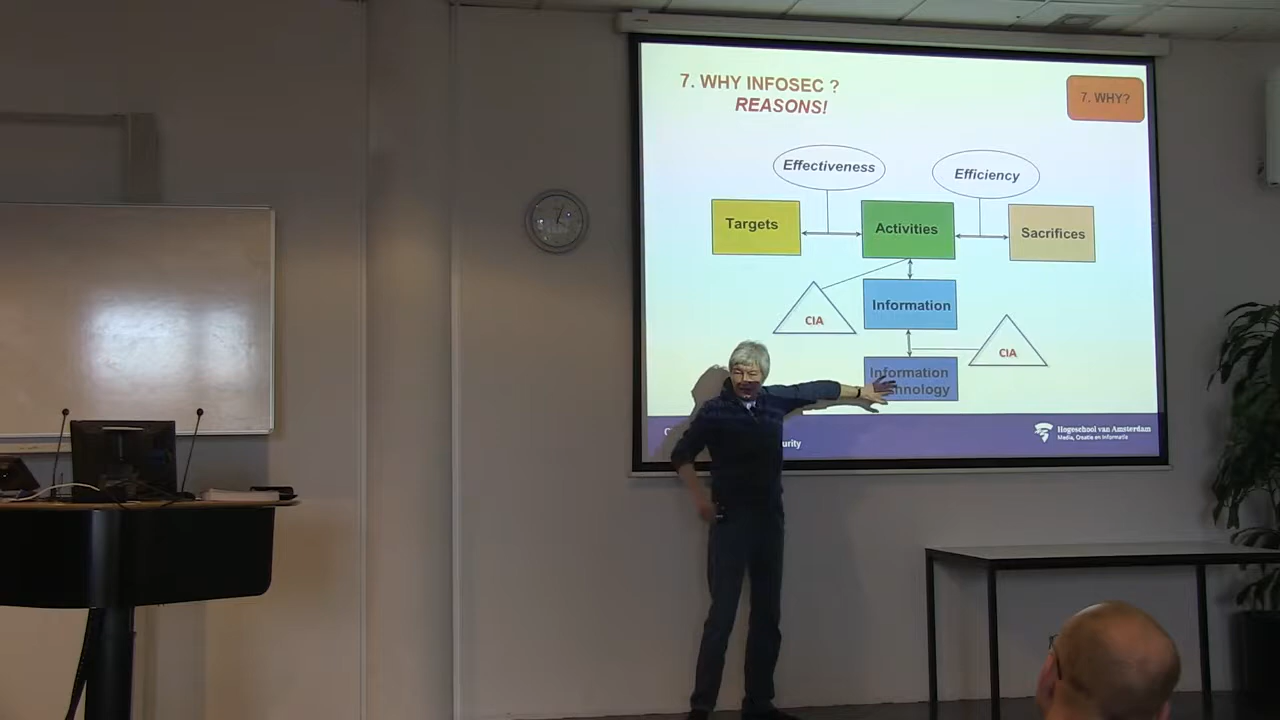 7. WHY INFOSEC ?
REASONS!
7. WHY?
Effectiveness
Efficiency
Targets
Activities
Sacrifices
CIA
Information
CIA
Information
Hogeschool van Amsterdam
Media, Creatie en Informatie